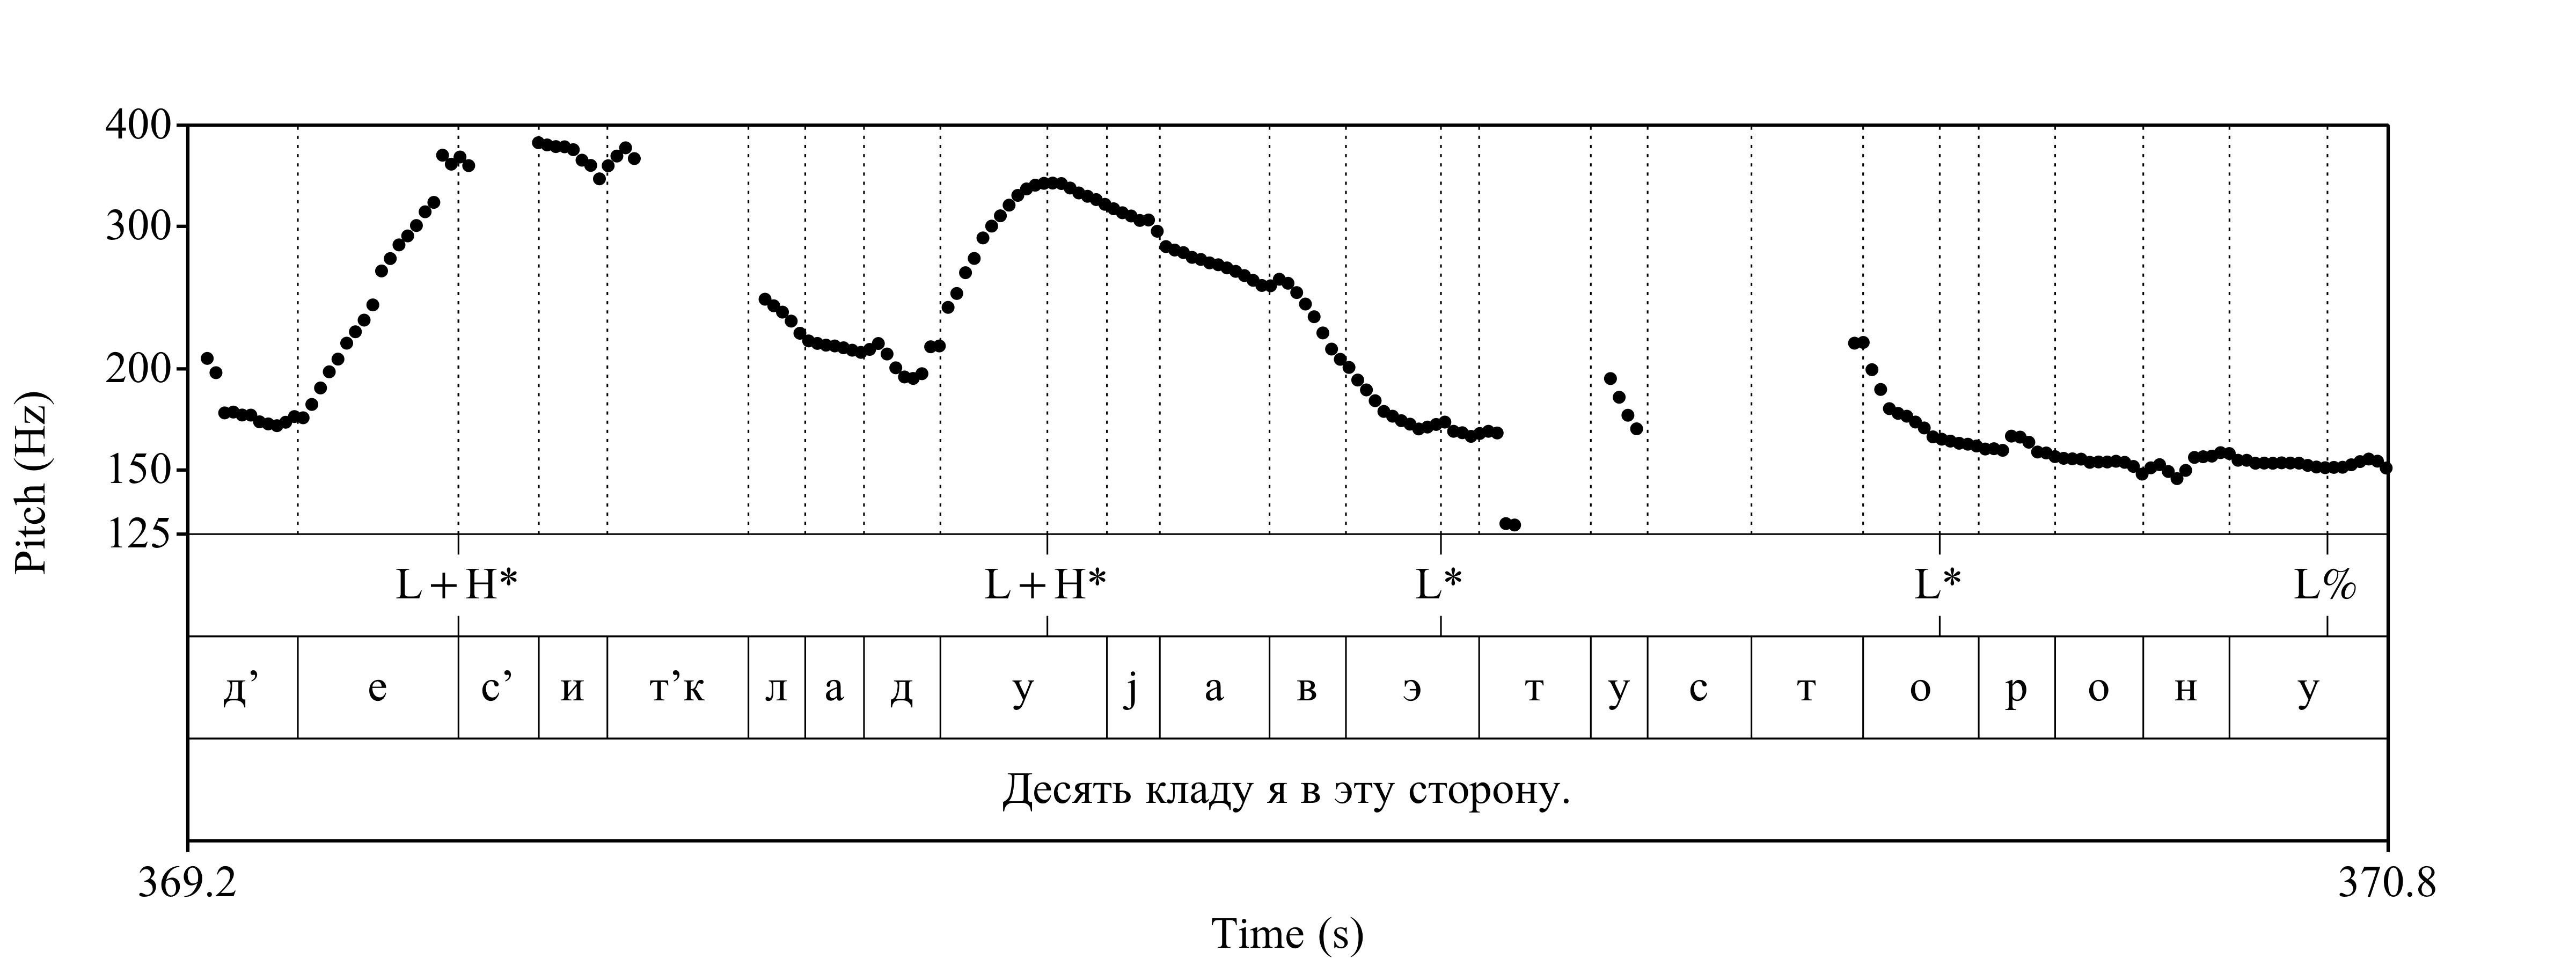 400
300
200
150
125
Pitch (Hz)
L+H* L+H* L* L* L%
д’ е с’ и т’к л а д у j а в э т у с т о р о н у
Десять кладу я в эту сторону.
369.2 370.8
Time (s)